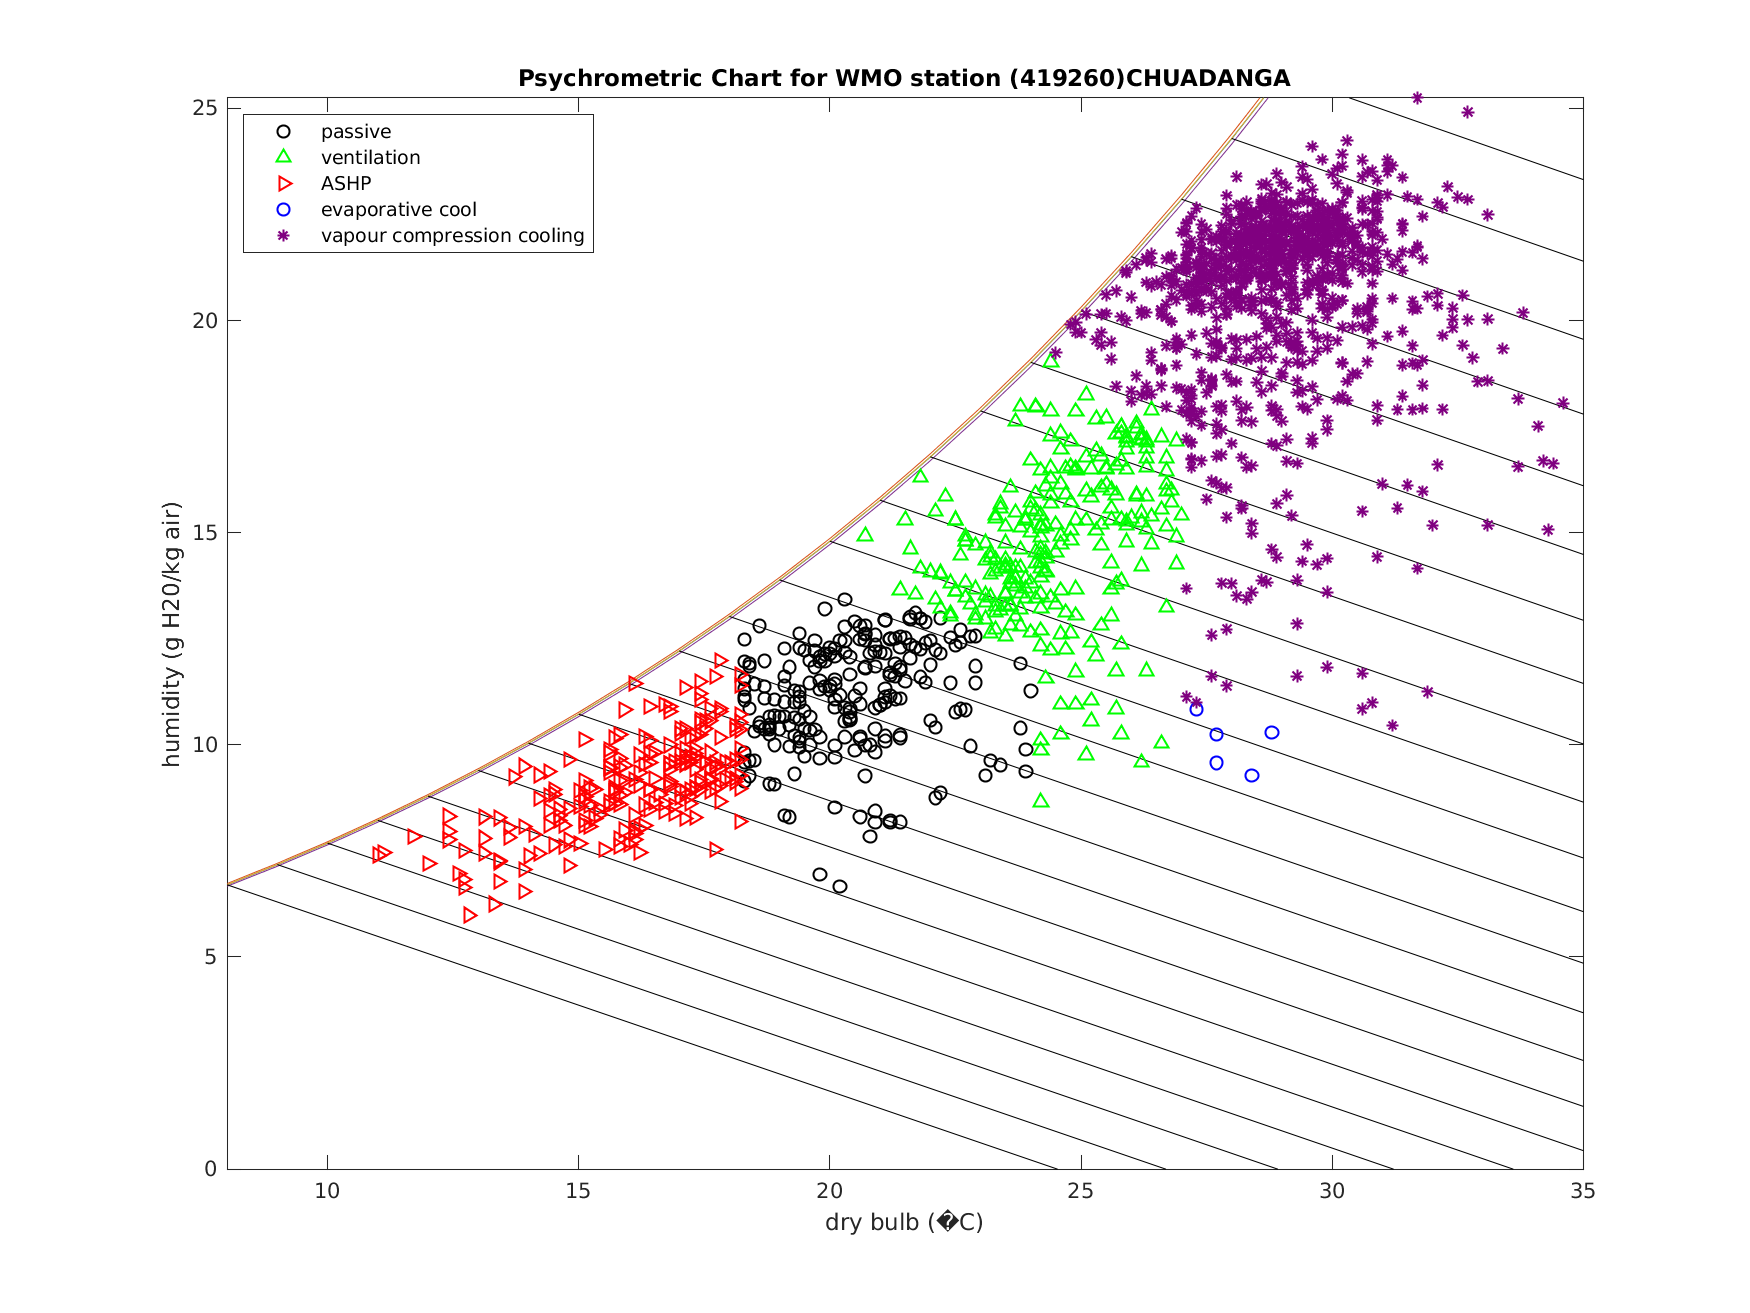 Psychrometric Chart for WMO station (419260)CHUADANGA
passive
ventilation
ASHP
evaporative cool
vapour compression cooling
25
20
15
10
5
0
humidity (g H20/kg air)
10 15 20 25 30 35
dry bulb (�C)